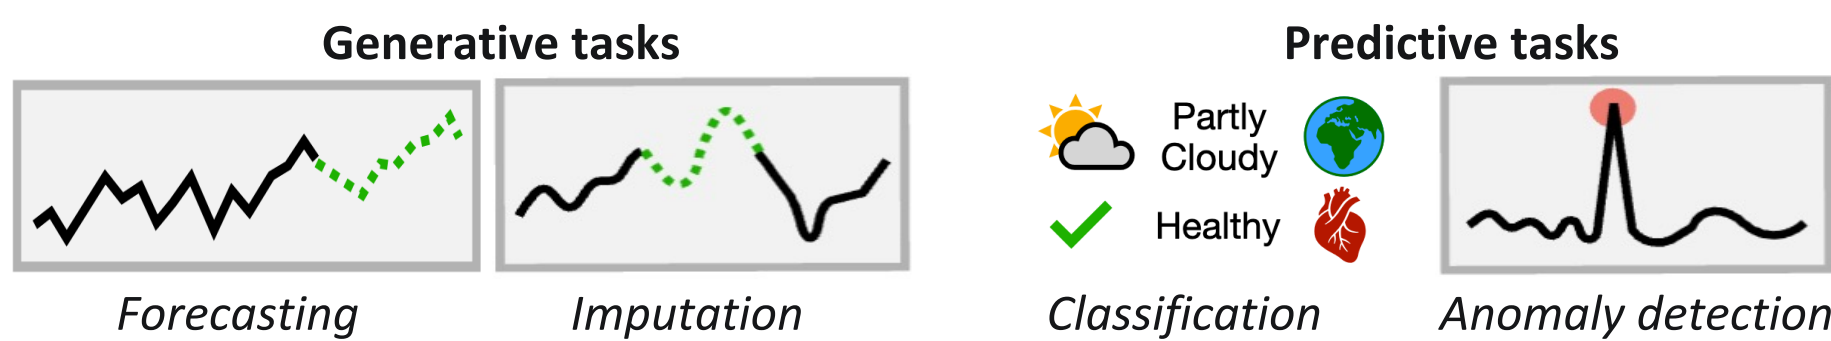 Generative tasks
Predictive tasks
Partly
Cloudy
Healthy
Forecasting
Imputation
Classification
Anomaly detection